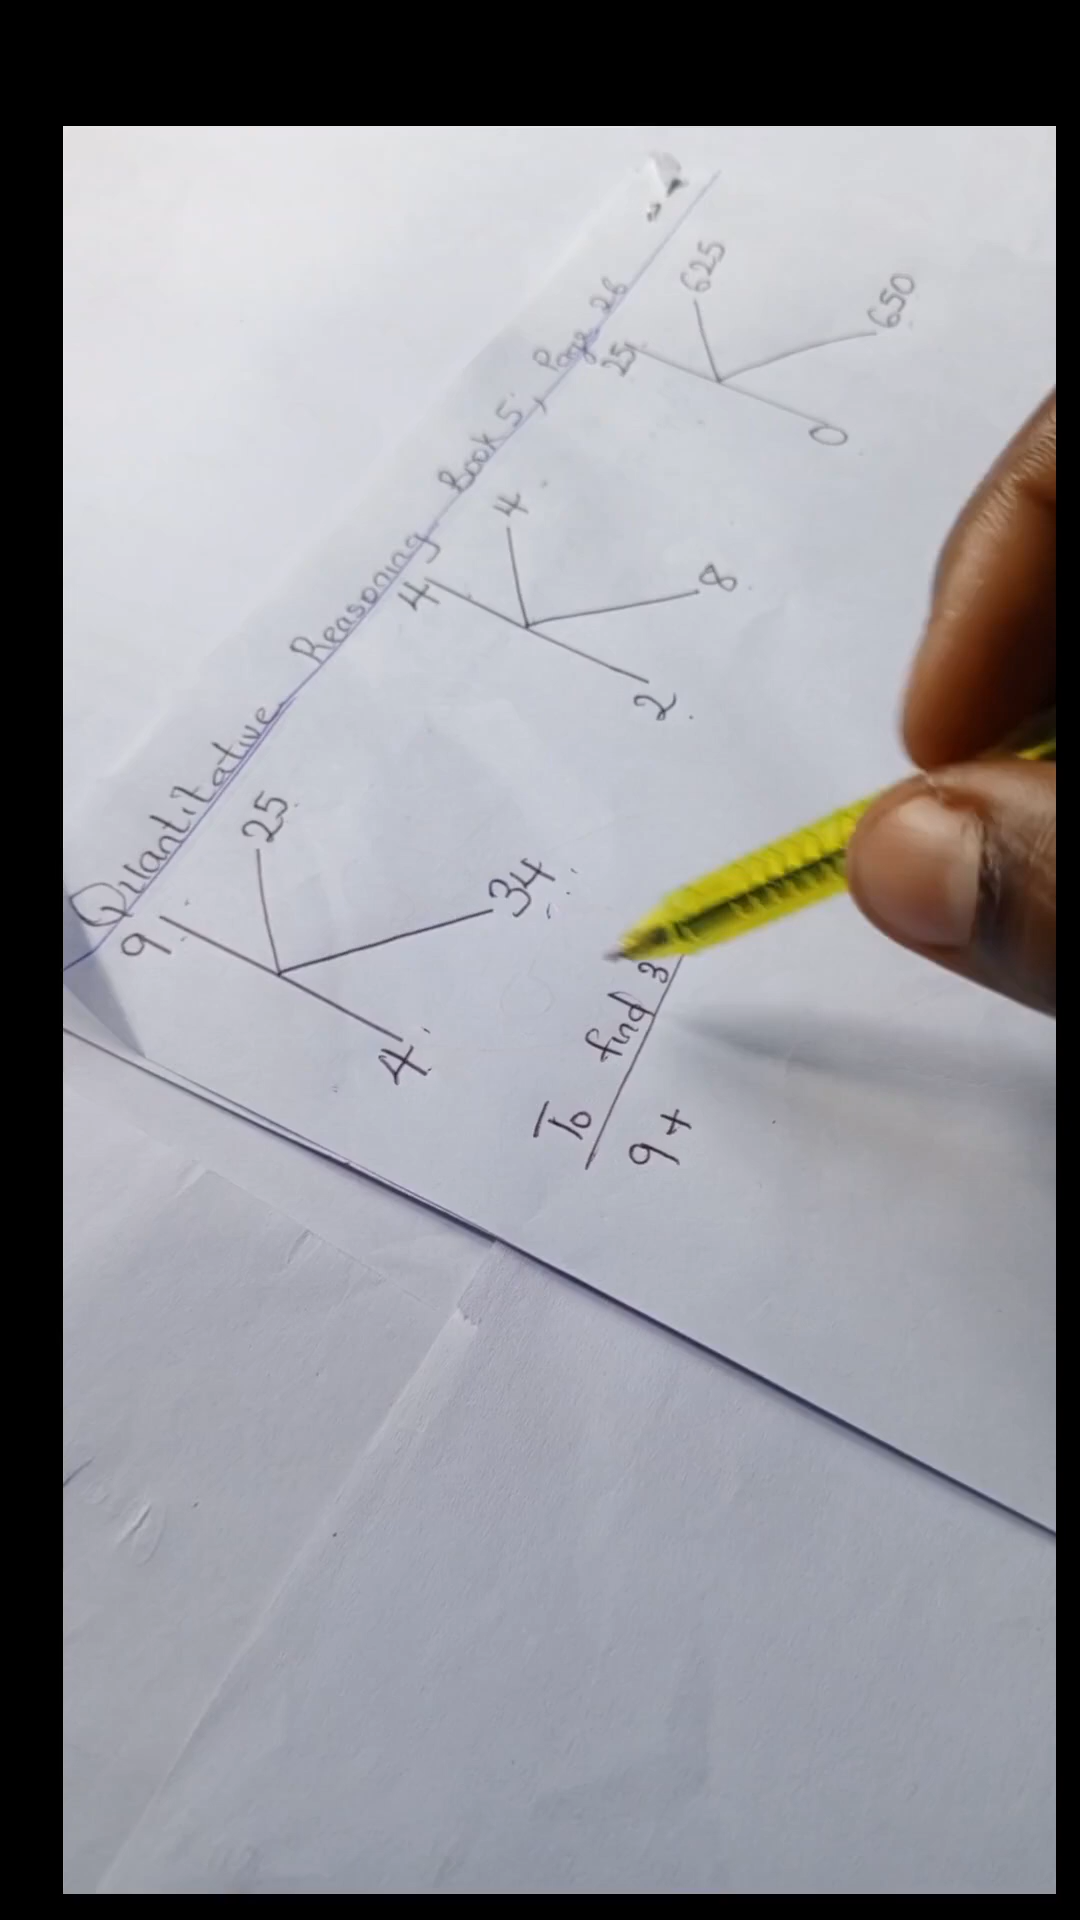 Quantitative Reasoning Book 5, Page 26
9 25 34 4
4 4 8 2
25 625 650 0
To find 3
9 +